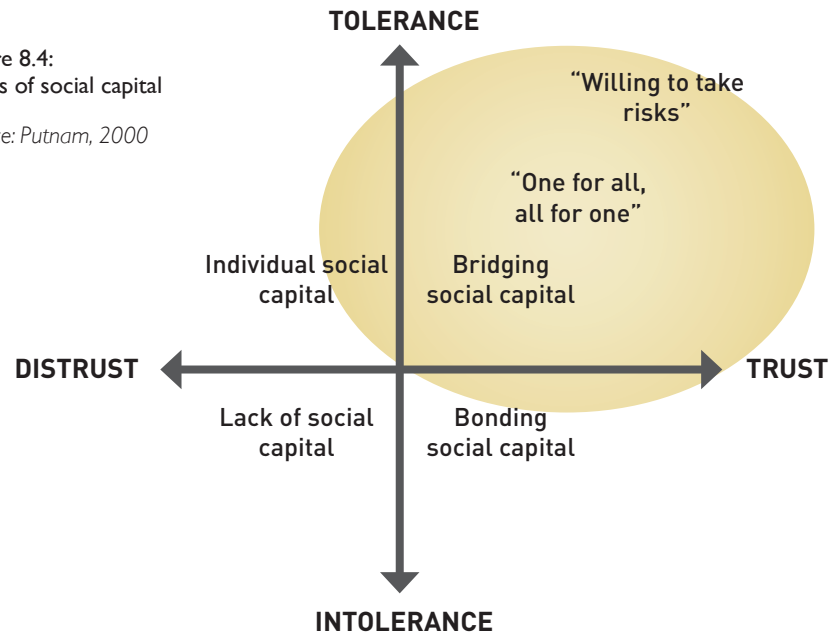 TOLERANCE
re 8.4:
s of social capital
e: Putnam, 2000
“Willing to take
risks”
“One for all,
all for one”
Individual social
capital
Bridging
social capital
DISTRUST
TRUST
Lack of social
capital
Bonding
social capital
INTOLERANCE